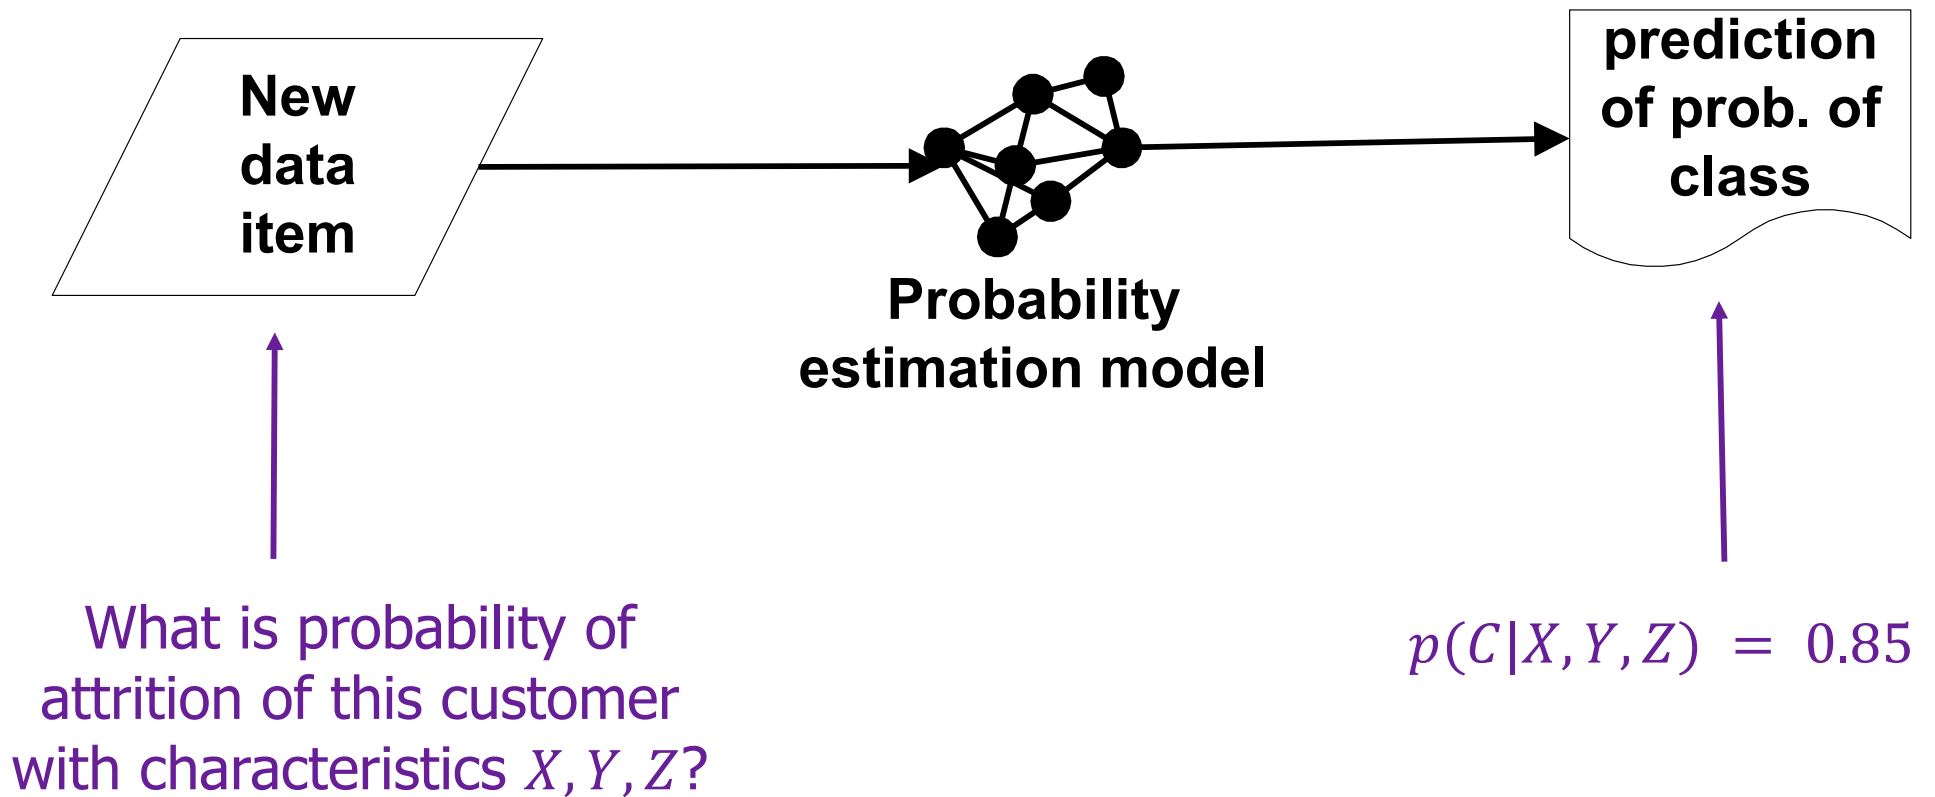 New
data
item
Probability
estimation model
prediction
of prob. of
class
What is probability of
attrition of this customer
with characteristics X, Y, Z?
p(C|X, Y, Z) = 0.85